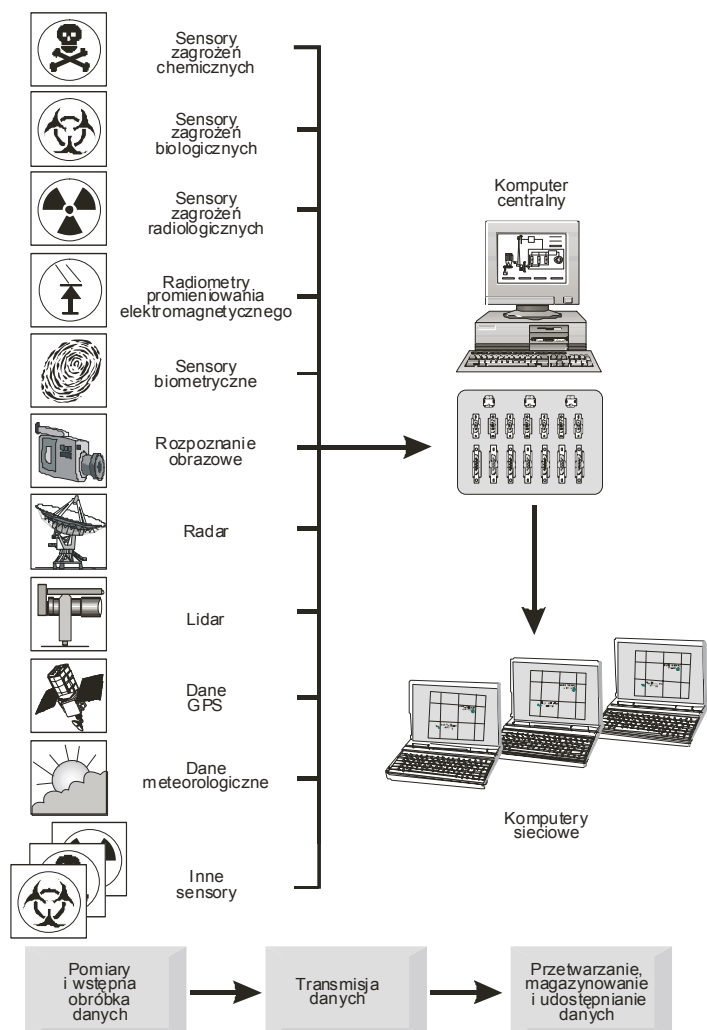 Sensory
zagrożeń
chemicznych
Sensory
zagrożeń
biologicznych
Sensory
zagrożeń
radiologicznych
Radiometry
promieniowania
elektromagnetycznego
Sensory
biometryczne
Rozpoznanie
obrazowe
Radar
Lidar
Dane
GPS
Dane
meteorologiczne
Inne
sensory
Komputer
centralny
Komputery
sieciowe
Pomiary
i wstępna
obróbka
danych
Transmisja
danych
Przetwarzanie,
magazynowanie
i udostępnianie
danych